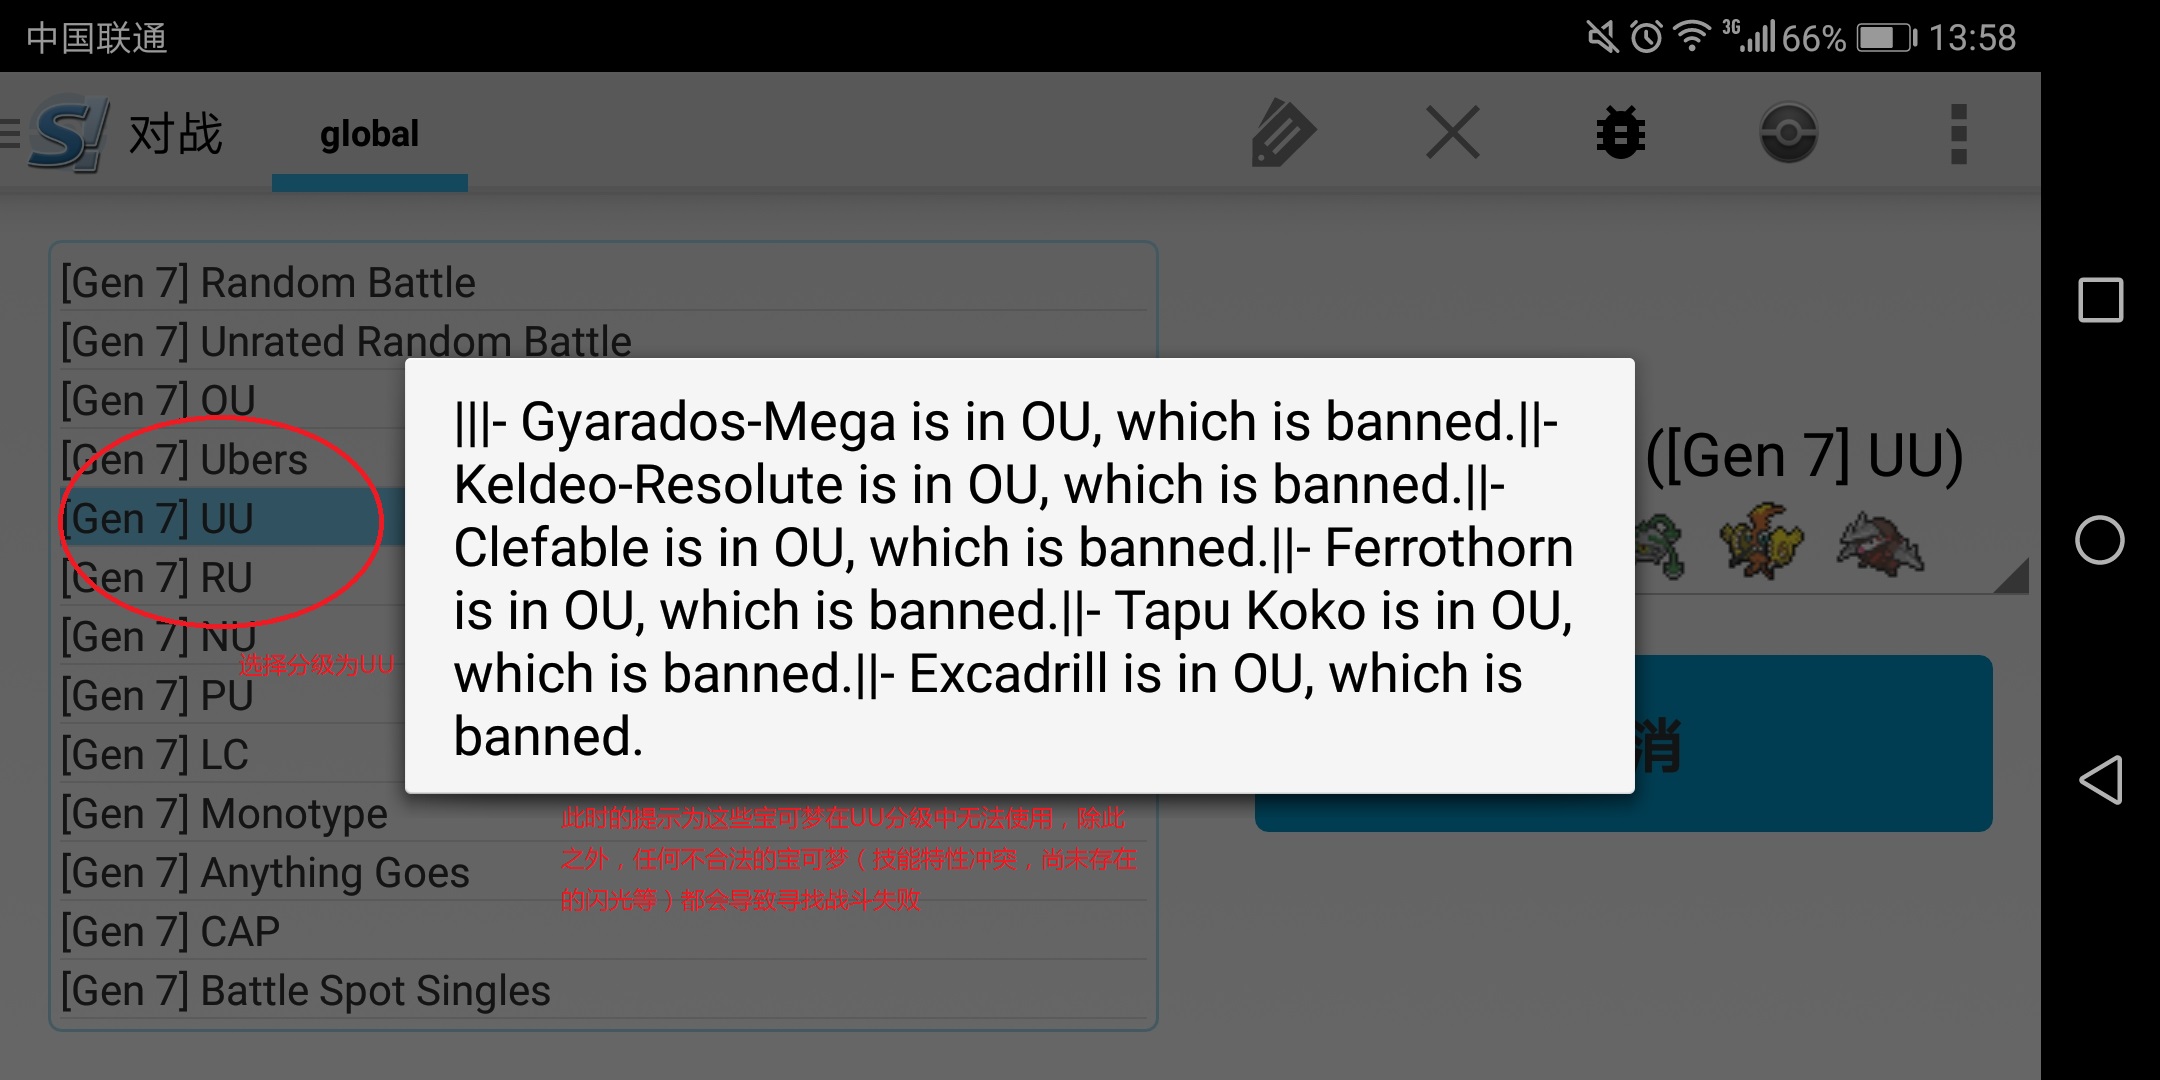 中国联通
3G
66%
13:58
S!
对战
global
[Gen 7] Random Battle
[Gen 7] Unrated Random Battle
[Gen 7] OU
[Gen 7] Ubers
[Gen 7] UU
[Gen 7] RU
[Gen 7] NU
选择分级为UU
[Gen 7] PU
[Gen 7] LC
[Gen 7] Monotype
[Gen 7] Anything Goes
[Gen 7] CAP
[Gen 7] Battle Spot Singles
|||- Gyarados-Mega is in OU, which is banned.||-
Keldeo-Resolute is in OU, which is banned.||-
Clefable is in OU, which is banned.||- Ferrothorn
is in OU, which is banned.||- Tapu Koko is in OU,
which is banned.||- Excadrill is in OU, which is
banned.
([Gen 7] UU)
消
此时的提示为这些宝可梦在UU分级中无法使用，除此
之外，任何不合法的宝可梦（技能特性冲突，尚未存在
的闪光等）都会导致寻找战斗失败